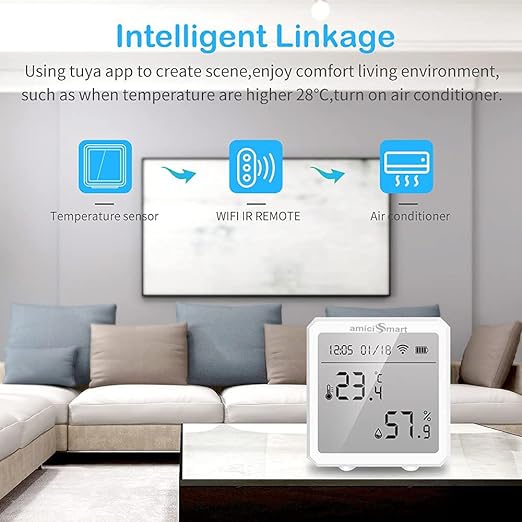 Intelligent Linkage
Using tuya app to create scene,enjoy comfort living environment,
such as when temperature are higher 28℃,turn on air conditioner.
Temperature sensor
WIFI IR REMOTE
Air conditioner
amiciSmart
12:05 01/18
23.4 ℃
57.9 %